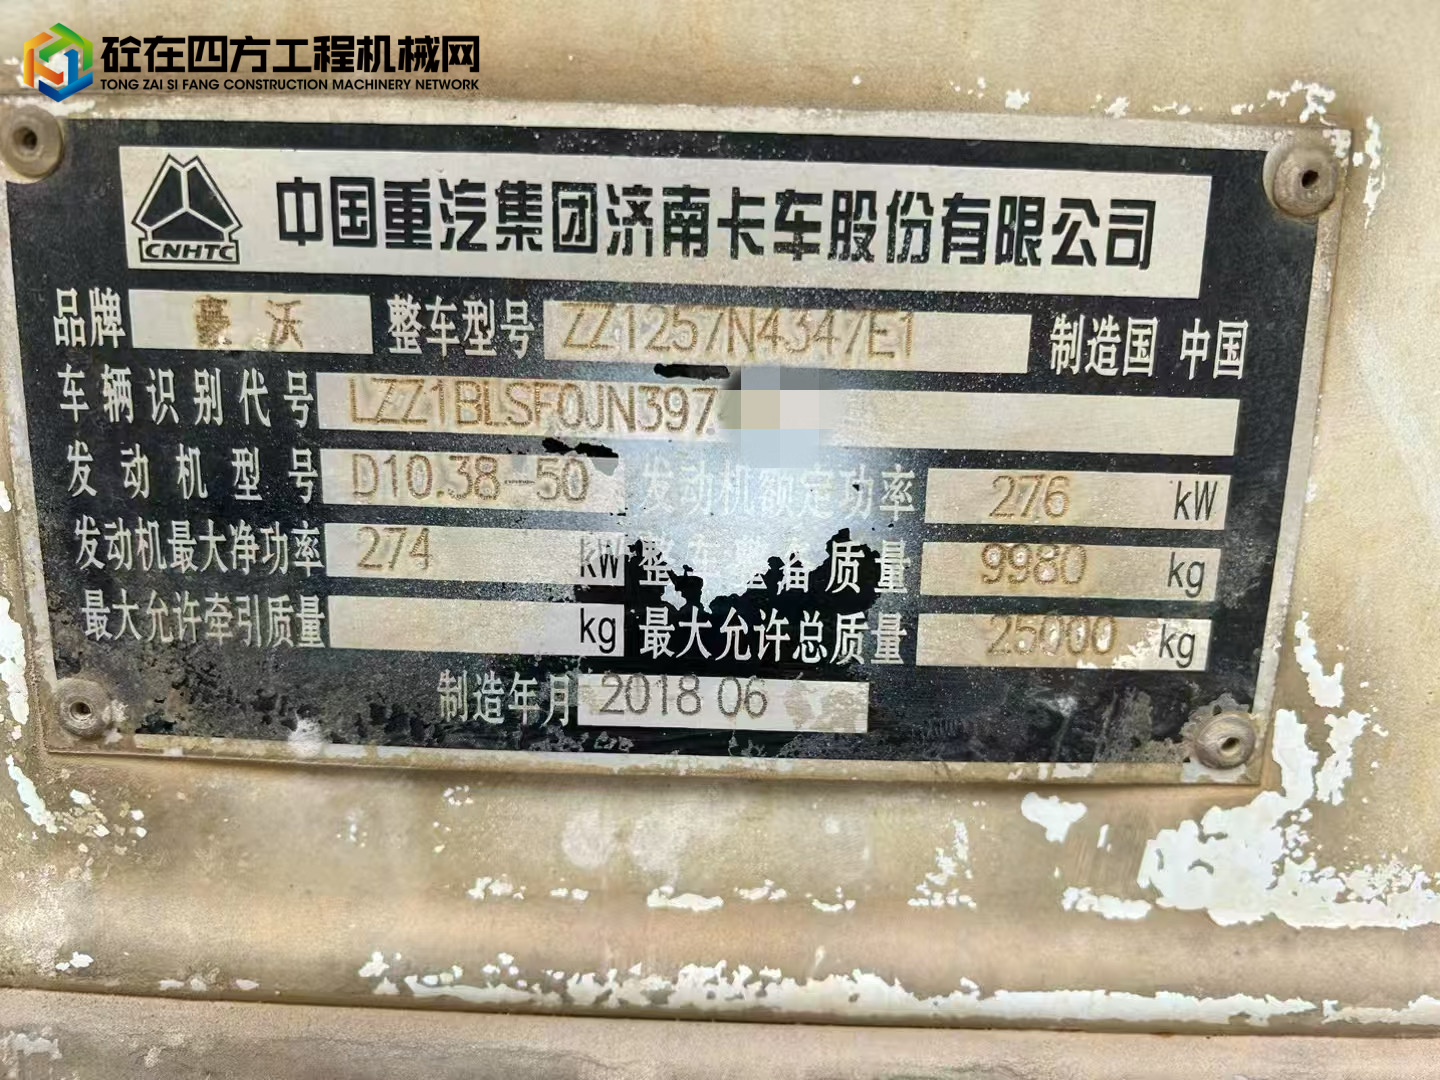 砼在四方工程机械网
TONG ZAI SI FANG CONSTRUCTION MACHINERY NETWORK
CNHTC 中国重汽集团济南卡车股份有限公司
品牌 豪沃 整车型号 ZZ1257N4347E1 制造国 中国
车辆识别代号 LZZ1BLSF0JN397
发动机型号 D10.38-50 发动机额定功率 276 kW
发动机最大净功率 274 kW 整车整备质量 9980 kg
最大允许牵引质量 kg 最大允许总质量 25000 kg
制造年月 2018 06